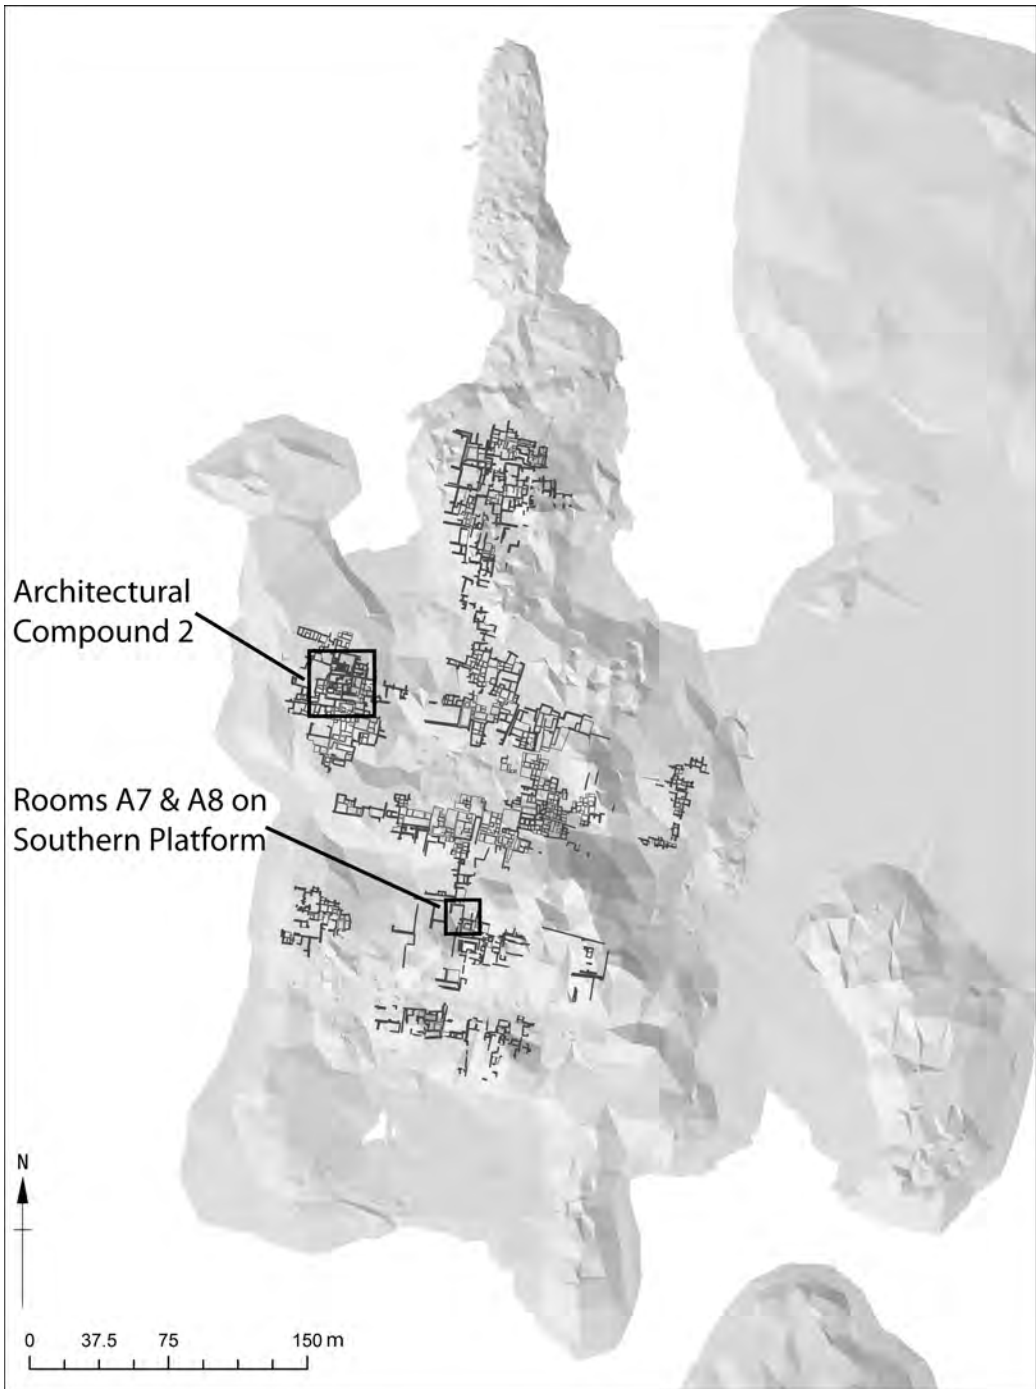 Architectural
Compound 2
Rooms A7 & A8 on
Southern Platform
N
0 37.5 75 150 m